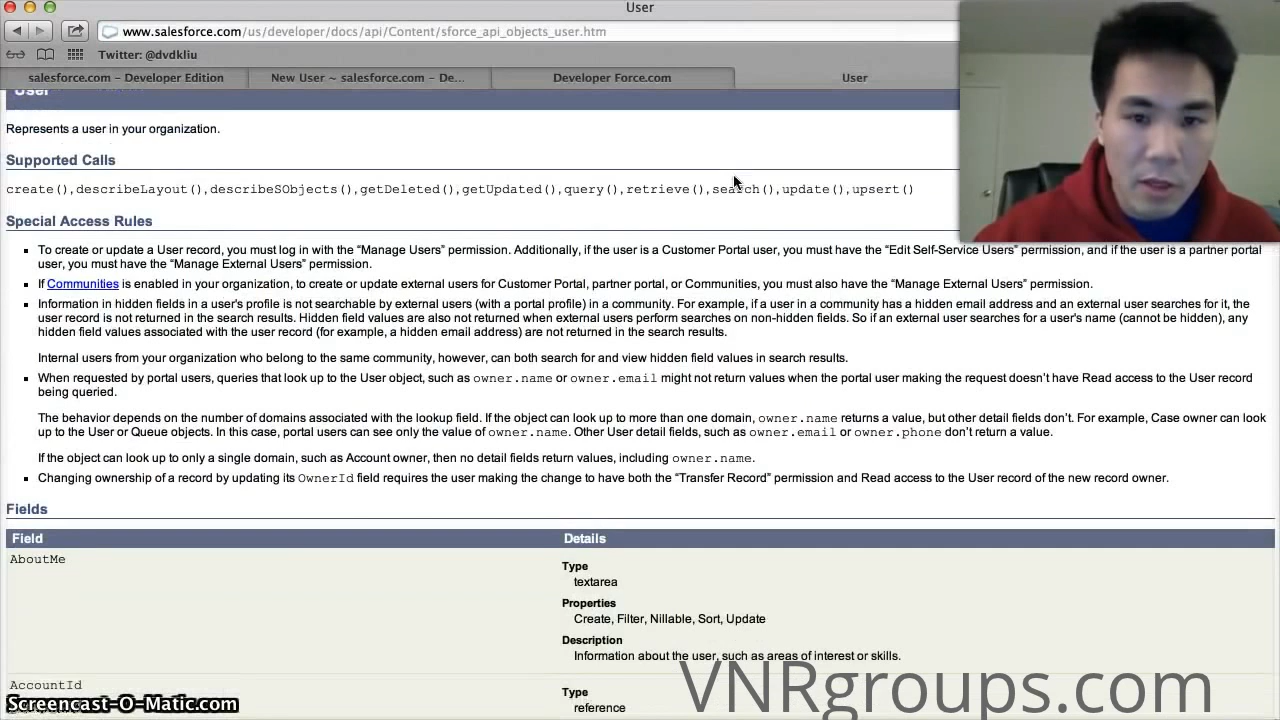 User
www.salesforce.com/us/developer/docs/api/Content/sforce_api_objects_user.htm
Twitter: @dvdkliu
salesforce.com – Developer Edition
New User ~ salesforce.com – De...
Developer Force.com
User
User
Represents a user in your organization.
Supported Calls
create(),describeLayout(),describeSObjects(),getDeleted(),getUpdated(),query(),retrieve(),search(),update(),upsert()
Special Access Rules
To create or update a User record, you must log in with the “Manage Users” permission. Additionally, if the user is a Customer Portal user, you must have the “Edit Self-Service Users” permission, and if the user is a partner portal
user, you must have the “Manage External Users” permission.
If Communities is enabled in your organization, to create or update external users for Customer Portal, partner portal, or Communities, you must also have the “Manage External Users” permission.
Information in hidden fields in a user's profile is not searchable by external users (with a portal profile) in a community. For example, if a user in a community has a hidden email address and an external user searches for it, the
user record is not returned in the search results. Hidden field values are also not returned when external users perform searches on non-hidden fields. So if an external user searches for a user's name (cannot be hidden), any
hidden field values associated with the user record (for example, a hidden email address) are not returned in the search results.
Internal users from your organization who belong to the same community, however, can both search for and view hidden field values in search results.
When requested by portal users, queries that look up to the User object, such as owner.name or owner.email might not return values when the portal user making the request doesn’t have Read access to the User record
being queried.
The behavior depends on the number of domains associated with the lookup field. If the object can look up to more than one domain, owner.name returns a value, but other detail fields don’t. For example, Case owner can look
up to the User or Queue objects. In this case, portal users can see only the value of owner.name. Other User detail fields, such as owner.email or owner.phone don’t return a value.
If the object can look up to only a single domain, such as Account owner, then no detail fields return values, including owner.name.
Changing ownership of a record by updating its OwnerId field requires the user making the change to have both the “Transfer Record” permission and Read access to the User record of the new record owner.
Fields
Field Details
AboutMe
Type
textarea
Properties
Create, Filter, Nillable, Sort, Update
Description
Information about the user, such as areas of interest or skills.
AccountId
Type
reference
Screencast-O-Matic.com
VNRgroups.com